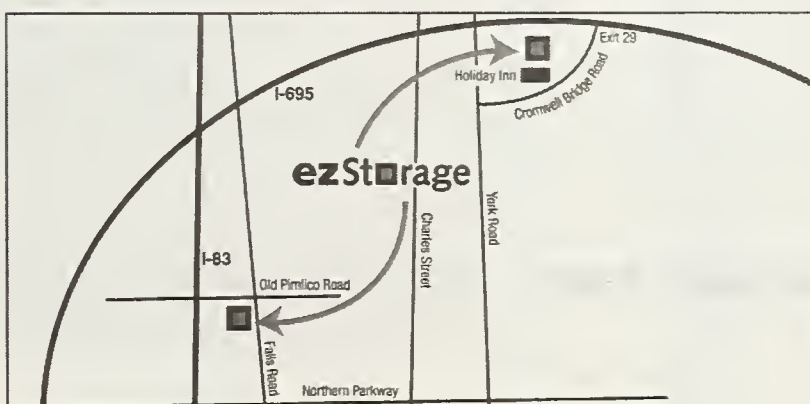 Exit 29
Holiday Inn
Cromwell Bridge Road
I-695
ezStorage
York Road
Charles Street
I-83
Old Pimlico Road
Falls Road
Northern Parkway